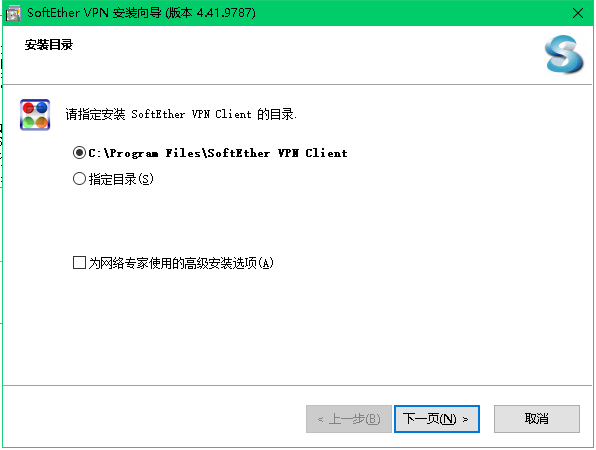 SoftEther VPN 安装向导 (版本 4.41.9787)
安装目录
请指定安装 SoftEther VPN Client 的目录.
C:\Program Files\SoftEther VPN Client
指定目录(S)
为网络专家使用的高级安装选项(A)
< 上一步(B)
下一页(N) >
取消